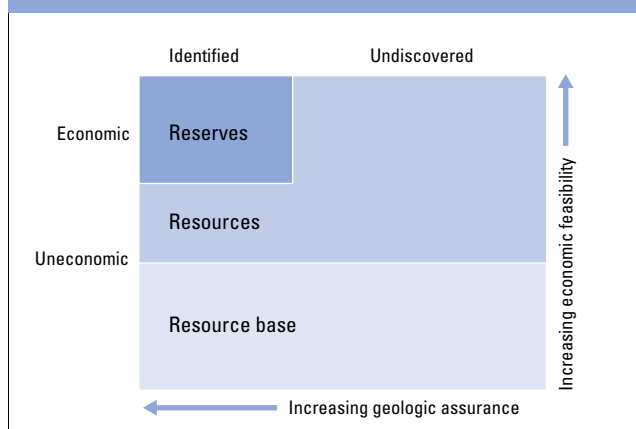 Identified
Undiscovered
Economic
Reserves
Resources
Uneconomic
Resource base
Increasing economic feasibility
Increasing geologic assurance